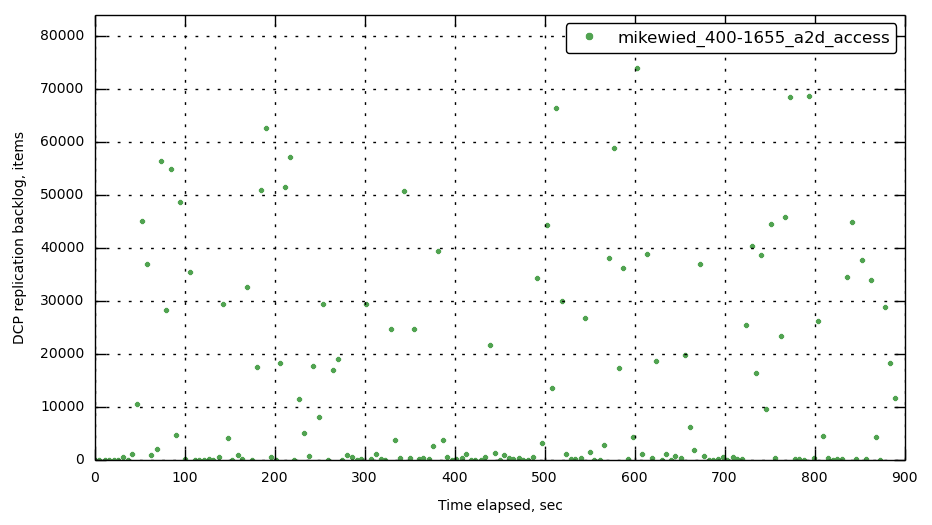 mikewied_400-1655_a2d_access
80000
70000
60000
50000
40000
30000
20000
10000
0
DCP replication backlog, items
0 100 200 300 400 500 600 700 800 900
Time elapsed, sec